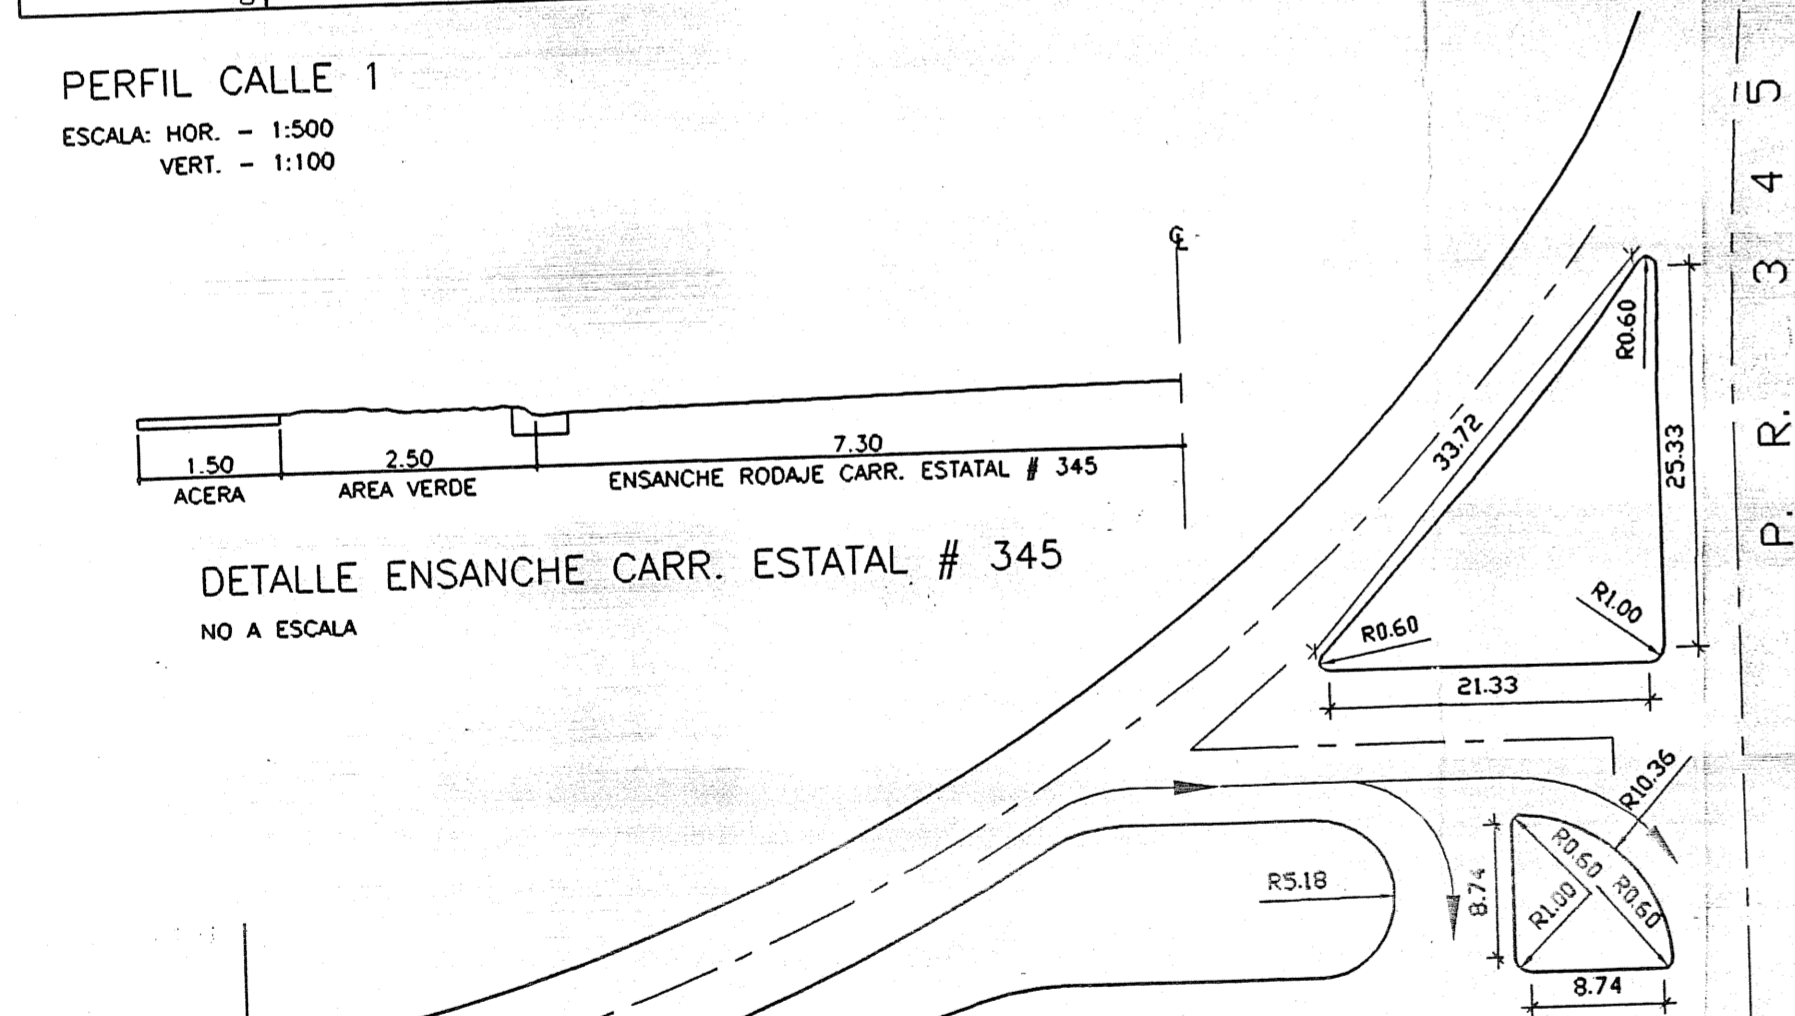 PERFIL CALLE 1
ESCALA: HOR. - 1:500
VERT. - 1:100
℄
1.50
2.50
7.30
ACERA
AREA VERDE
ENSANCHE RODAJE CARR. ESTATAL # 345
DETALLE ENSANCHE CARR. ESTATAL # 345
NO A ESCALA
33.72
R0.60
25.33
R1.00
R0.60
21.33
P. R. 3 4 5
R10.36
R5.18
8.74
R0.60
R0.60
R1.00
8.74